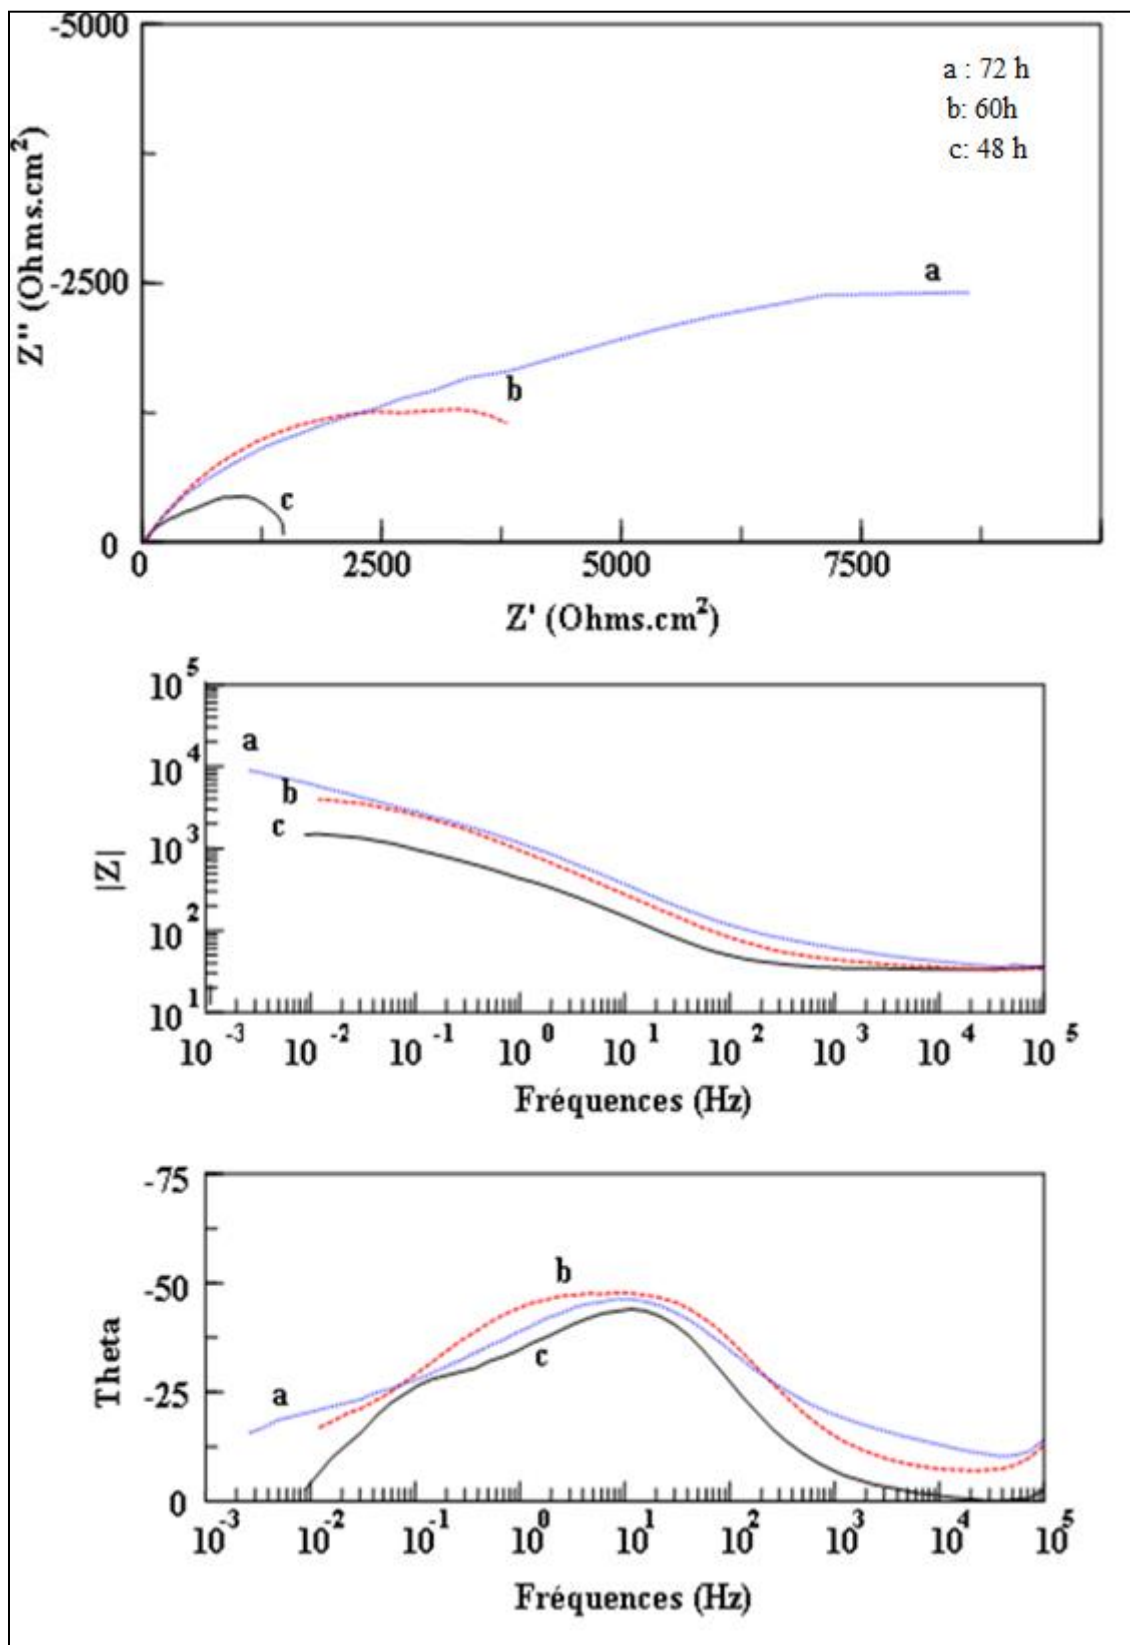 -5000
a : 72 h
b: 60h
c: 48 h
Z'' (Ohms.cm²)
-2500
a
b
c
0
0 2500 5000 7500
Z' (Ohms.cm²)
10⁵
a
10⁴
b
c
10³
|Z|
10²
10¹
10⁻³ 10⁻² 10⁻¹ 10⁰ 10¹ 10² 10³ 10⁴ 10⁵
Fréquences (Hz)
-75
b
-50
Theta
c
a
-25
0
10⁻³ 10⁻² 10⁻¹ 10⁰ 10¹ 10² 10³ 10⁴ 10⁵
Fréquences (Hz)